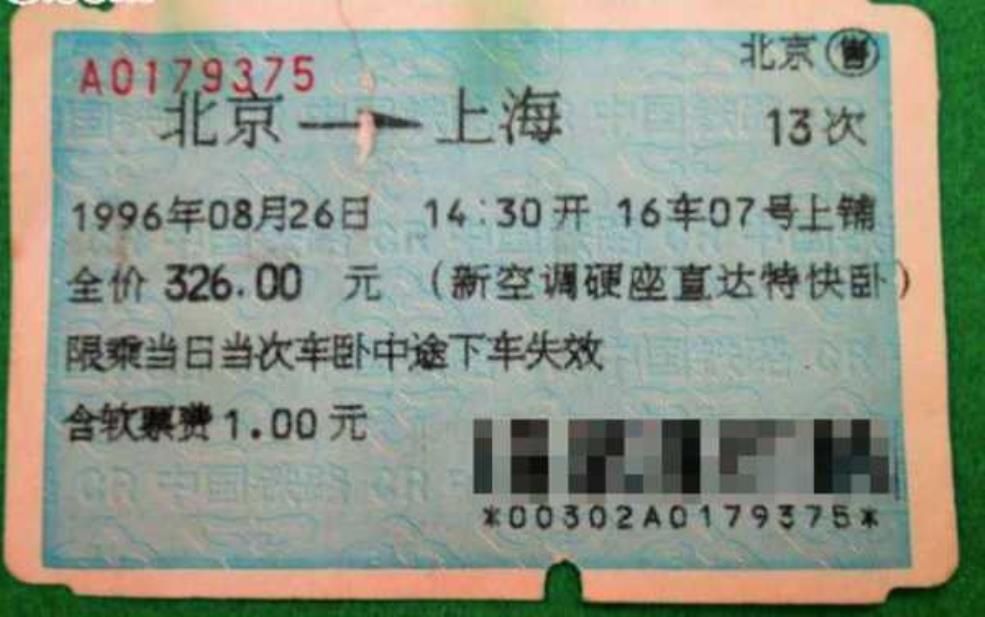 A0179375
北京㊝
北京 → 上海 13次
1996年08月26日 14:30开 16车07号上铺
全价 326.00 元 (新空调硬座直达特快卧)
限乘当日当次车卧中途下车失效
含软票费1.00元
*00302A0179375*